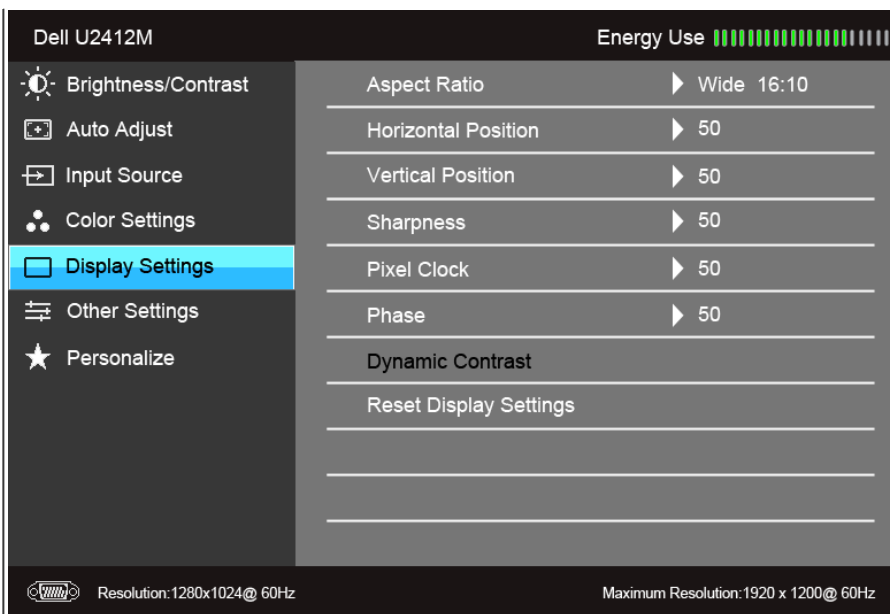 Dell U2412M Energy Use
Brightness/Contrast
Auto Adjust
Input Source
Color Settings
Display Settings
Other Settings
Personalize
Aspect Ratio Wide 16:10
Horizontal Position 50
Vertical Position 50
Sharpness 50
Pixel Clock 50
Phase 50
Dynamic Contrast
Reset Display Settings
Resolution:1280x1024@ 60Hz Maximum Resolution:1920 x 1200@ 60Hz